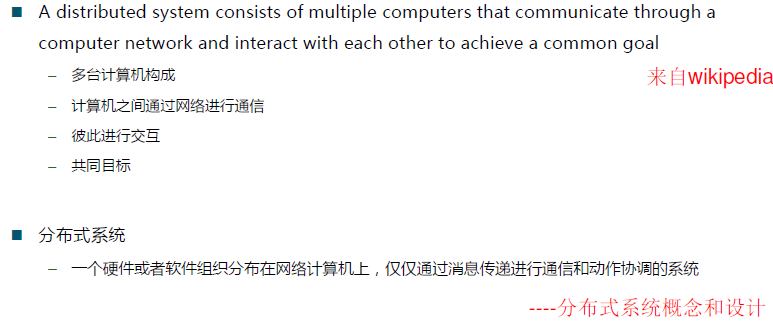 ■ A distributed system consists of multiple computers that communicate through a
computer network and interact with each other to achieve a common goal
– 多台计算机构成
来自wikipedia
– 计算机之间通过网络进行通信
– 彼此进行交互
– 共同目标
■ 分布式系统
– 一个硬件或者软件组织分布在网络计算机上，仅仅通过消息传递进行通信和动作协调的系统
----分布式系统概念和设计